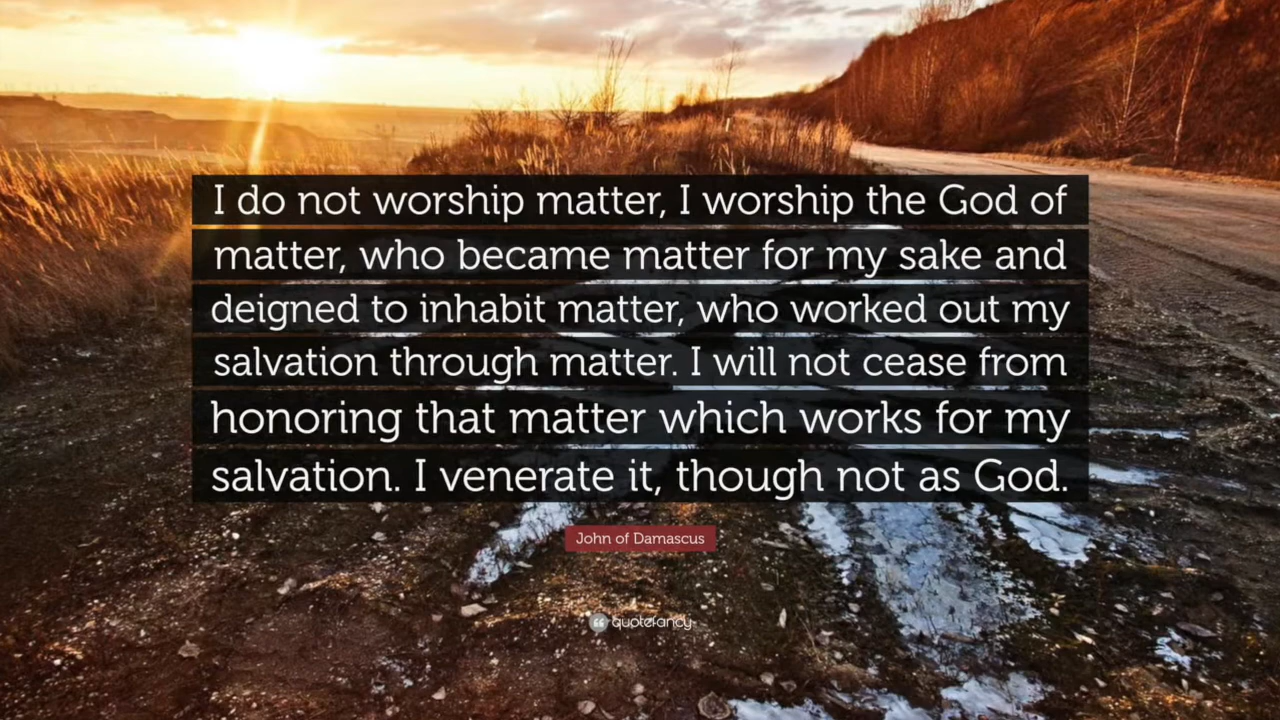 I do not worship matter, I worship the God of
matter, who became matter for my sake and
deigned to inhabit matter, who worked out my
salvation through matter. I will not cease from
honoring that matter which works for my
salvation. I venerate it, though not as God.
John of Damascus
quotefancy